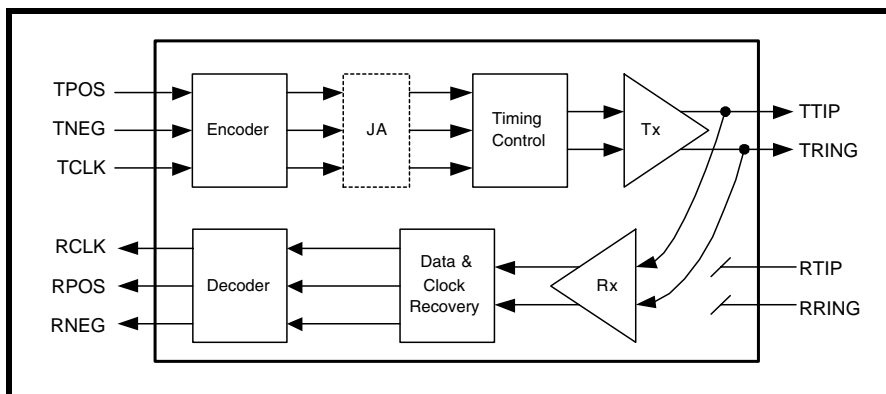 TPOS
TNEG
TCLK
Encoder
JA
Timing
Control
Tx
TTIP
TRING
RCLK
RPOS
RNEG
Decoder
Data &
Clock
Recovery
Rx
RTIP
RRING